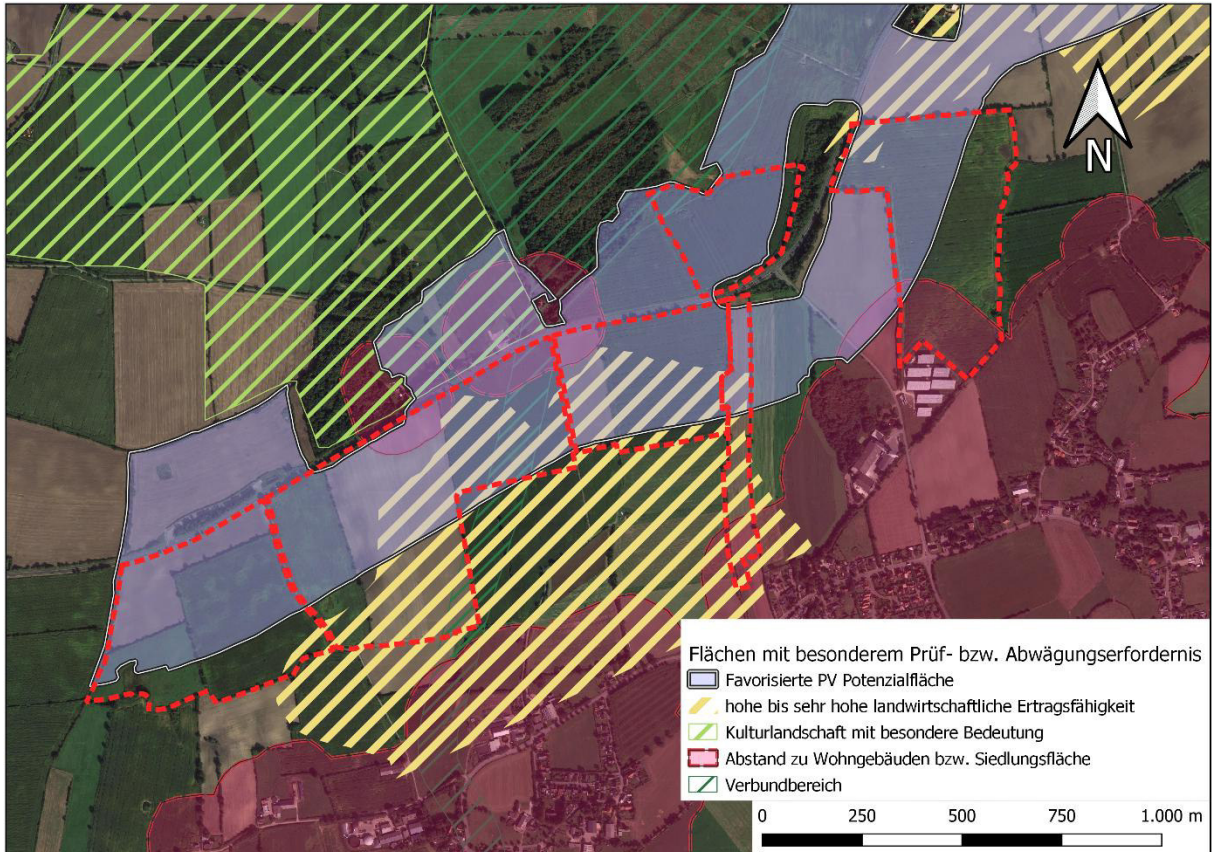 N
Flächen mit besonderem Prüf- bzw. Abwägungserfordernis
Favorisierte PV Potenzialfläche
hohe bis sehr hohe landwirtschaftliche Ertragsfähigkeit
Kulturlandschaft mit besondere Bedeutung
Abstand zu Wohngebäuden bzw. Siedlungsfläche
Verbundbereich
0 250 500 750 1.000 m